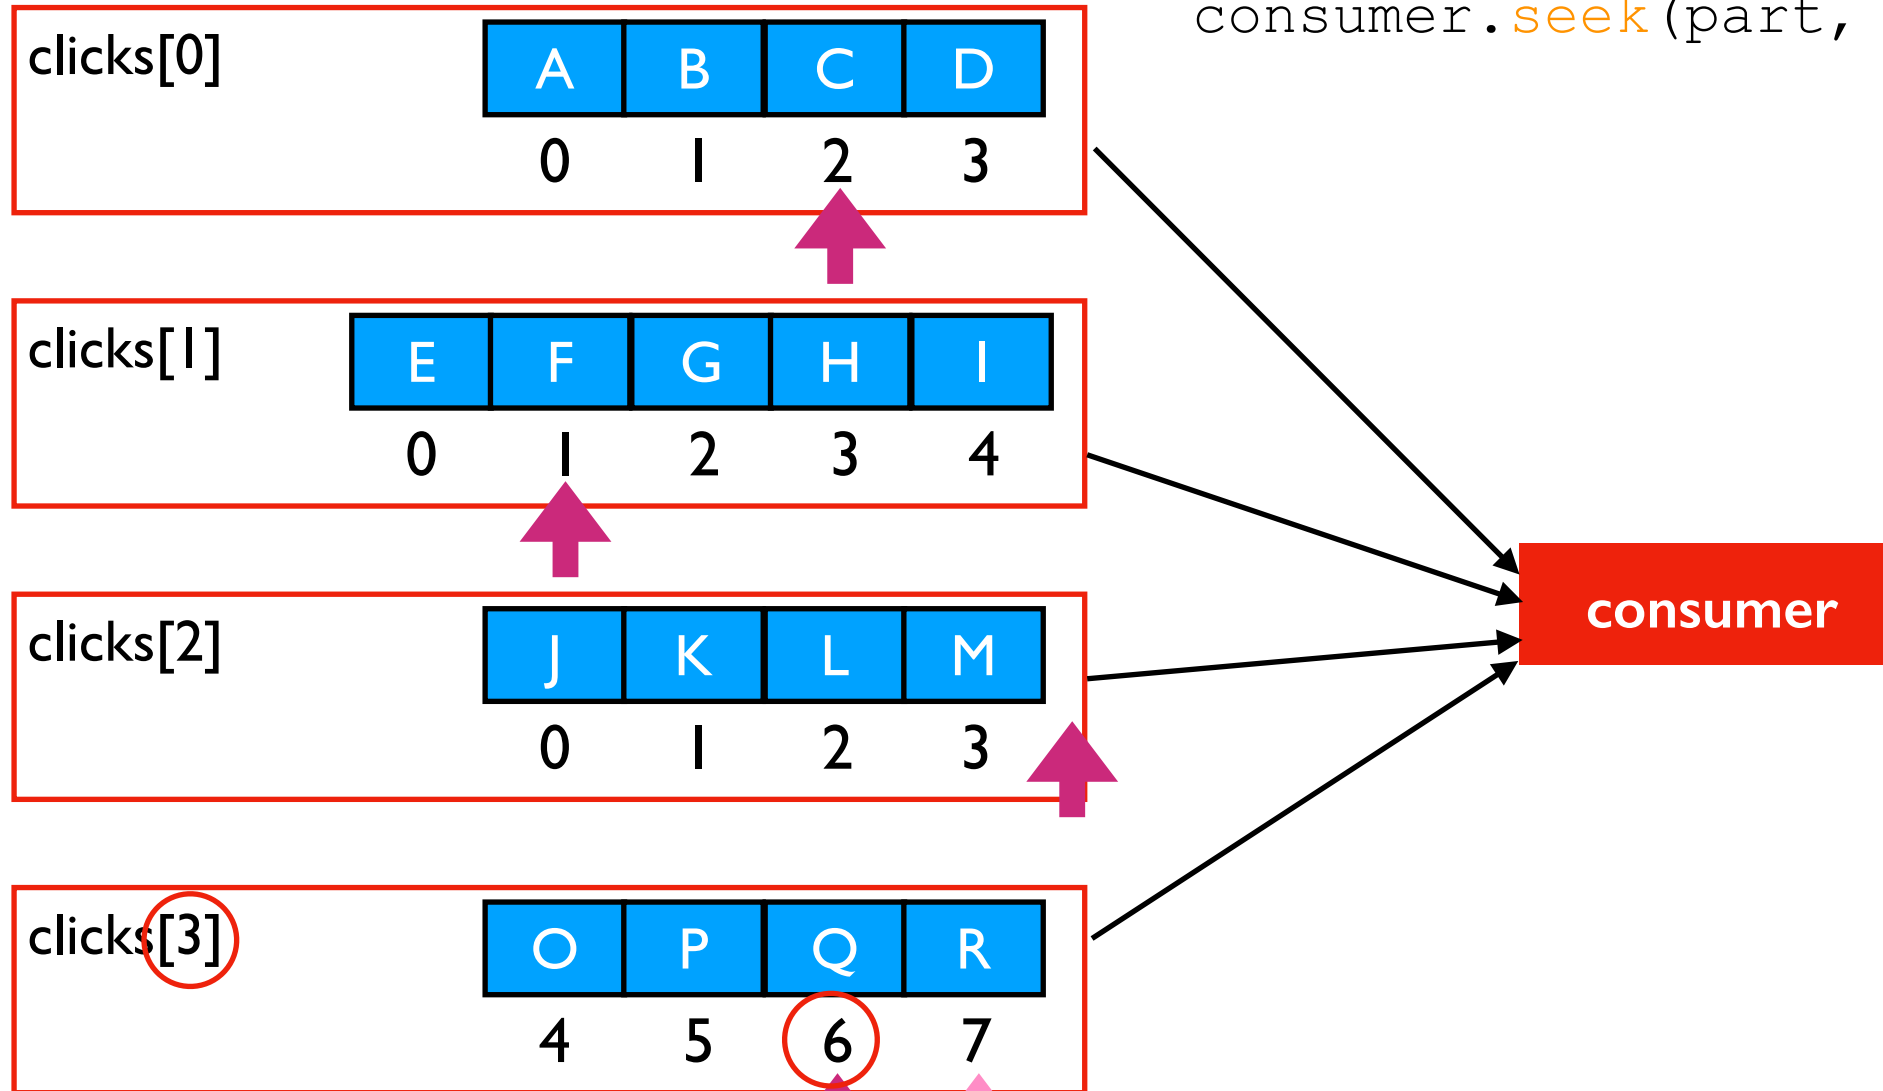 consumer.seek(part,
clicks[0]
A B C D
0 1 2 3
clicks[1]
E F G H I
0 1 2 3 4
consumer
clicks[2]
J K L M
0 1 2 3
clicks[3]
O P Q R
4 5 6 7